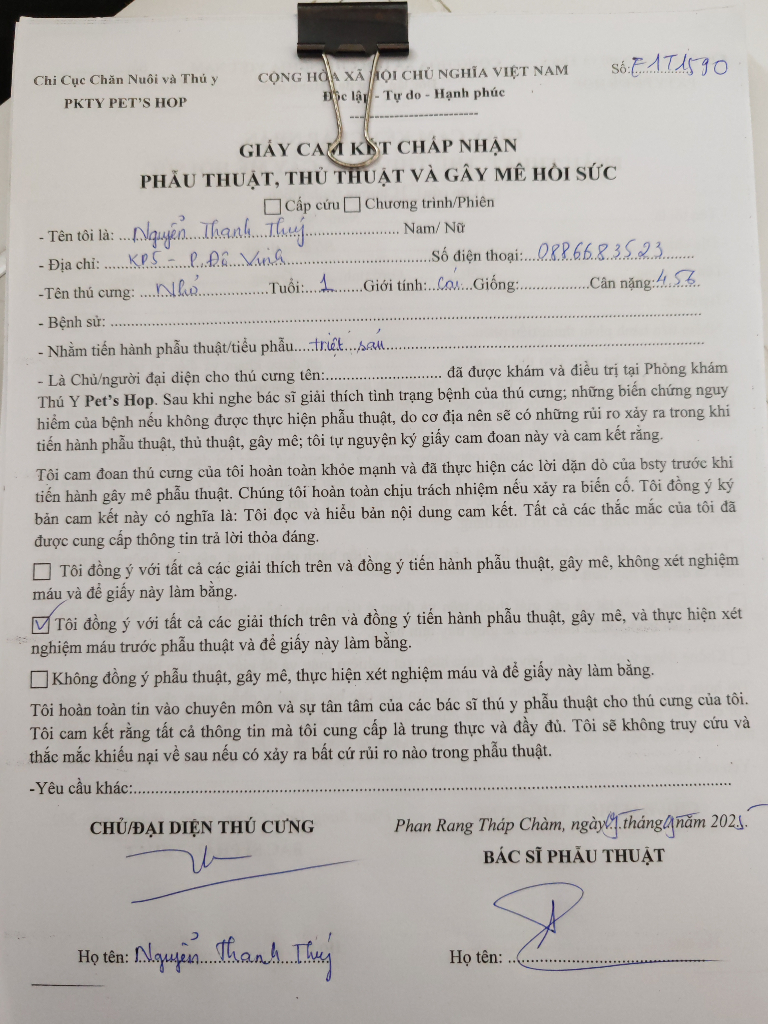 Chi Cục Chăn Nuôi và Thú y CỘNG HÒA XÃ HỘI CHỦ NGHĨA VIỆT NAM Số: E1T1590
PKTY PET'S HOP Độc lập - Tự do - Hạnh phúc
GIẤY CAM KẾT CHẤP NHẬN
PHẪU THUẬT, THỦ THUẬT VÀ GÂY MÊ HỒI SỨC
☐ Cấp cứu ☐ Chương trình/Phiên
- Tên tôi là: Nguyễn Thanh Thuý Nam/ Nữ
- Địa chỉ: KP5 - P. Đô Vinh Số điện thoại: 0886683523
-Tên thú cưng: Nhỏ Tuổi: 1 Giới tính: Cái Giống: Cân nặng: 4.56
- Bệnh sử:
- Nhằm tiến hành phẫu thuật/tiểu phẫu triệt sản
- Là Chủ/người đại diện cho thú cưng tên: đã được khám và điều trị tại Phòng khám
Thú Y Pet's Hop. Sau khi nghe bác sĩ giải thích tình trạng bệnh của thú cưng; những biến chứng nguy
hiểm của bệnh nếu không được thực hiện phẫu thuật, do cơ địa nên sẽ có những rủi ro xảy ra trong khi
tiến hành phẫu thuật, thủ thuật, gây mê; tôi tự nguyện ký giấy cam đoan này và cam kết rằng.
Tôi cam đoan thú cưng của tôi hoàn toàn khỏe mạnh và đã thực hiện các lời dặn dò của bsty trước khi
tiến hành gây mê phẫu thuật. Chúng tôi hoàn toàn chịu trách nhiệm nếu xảy ra biến cố. Tôi đồng ý ký
bản cam kết này có nghĩa là: Tôi đọc và hiểu bản nội dung cam kết. Tất cả các thắc mắc của tôi đã
được cung cấp thông tin trả lời thỏa đáng.
☐ Tôi đồng ý với tất cả các giải thích trên và đồng ý tiến hành phẫu thuật, gây mê, không xét nghiệm
máu và để giấy này làm bằng.
☑ Tôi đồng ý với tất cả các giải thích trên và đồng ý tiến hành phẫu thuật, gây mê, và thực hiện xét
nghiệm máu trước phẫu thuật và để giấy này làm bằng.
☐ Không đồng ý phẫu thuật, gây mê, thực hiện xét nghiệm máu và để giấy này làm bằng.
Tôi hoàn toàn tin vào chuyên môn và sự tân tâm của các bác sĩ thú y phẫu thuật cho thú cưng của tôi.
Tôi cam kết rằng tất cả thông tin mà tôi cung cấp là trung thực và đầy đủ. Tôi sẽ không truy cứu và
thắc mắc khiếu nại về sau nếu có xảy ra bất cứ rủi ro nào trong phẫu thuật.
-Yêu cầu khác:
CHỦ/ĐẠI DIỆN THÚ CƯNG Phan Rang Tháp Chàm, ngày tháng năm 2025
BÁC SĨ PHẪU THUẬT
Họ tên: Nguyễn Thanh Thuý Họ tên: